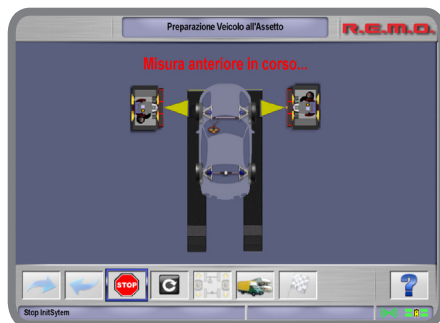 Preparazione Veicolo all'Assetto
R.E.M.O.
Misura anteriore in corso...
STOP
C
?
Stop InitSytem